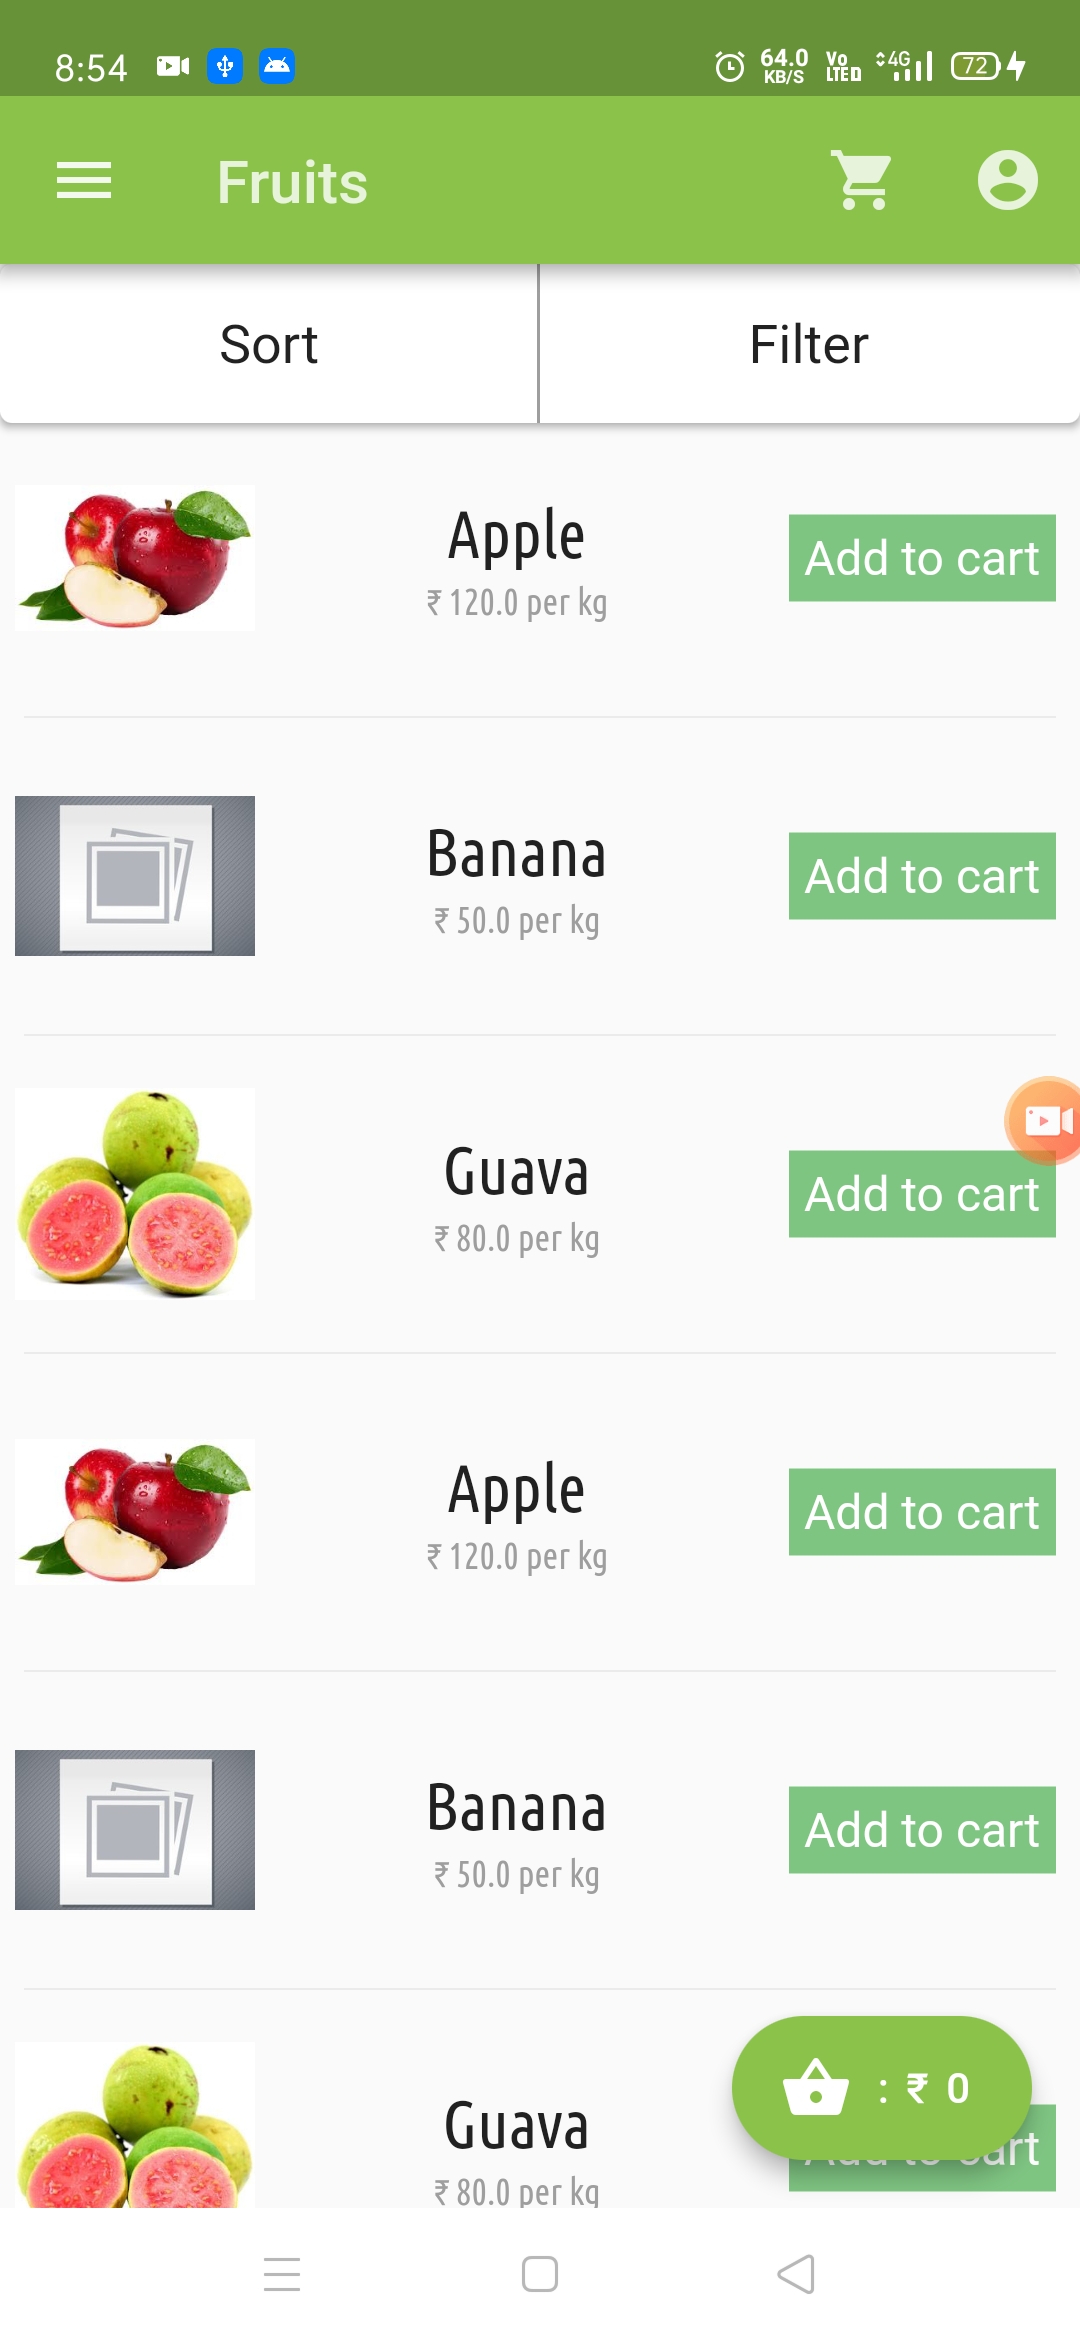 8:54 64.0 KB/S Vo LTE D 4G 72
Fruits
Sort Filter
Apple
₹ 120.0 per kg
Add to cart
Banana
₹ 50.0 per kg
Add to cart
Guava
₹ 80.0 per kg
Add to cart
Apple
₹ 120.0 per kg
Add to cart
Banana
₹ 50.0 per kg
Add to cart
: ₹ 0
Guava
₹ 80.0 per kg